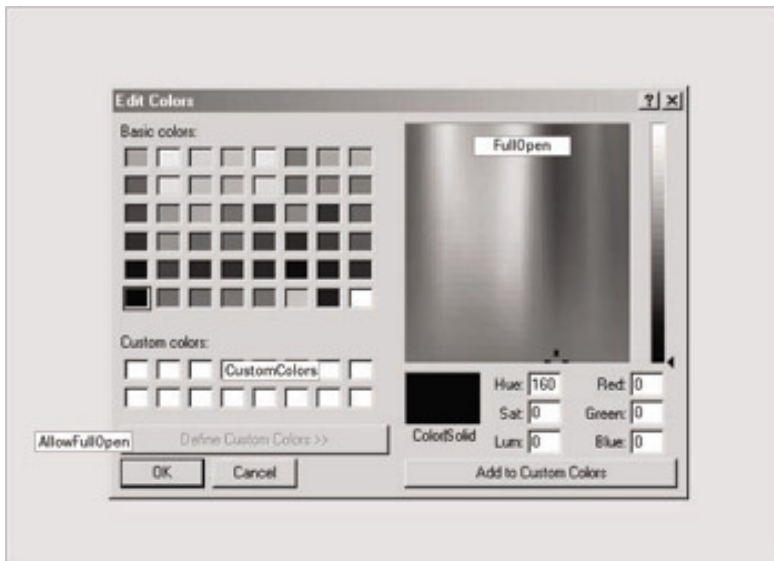 Edit Colors
Basic colors:
FullOpen
Custom colors:
CustomColors
Hue: 160 Red: 0
Sat: 0 Green: 0
Color|Solid
Lum: 0 Blue: 0
AllowFullOpen
Define Custom Colors >>
OK Cancel Add to Custom Colors